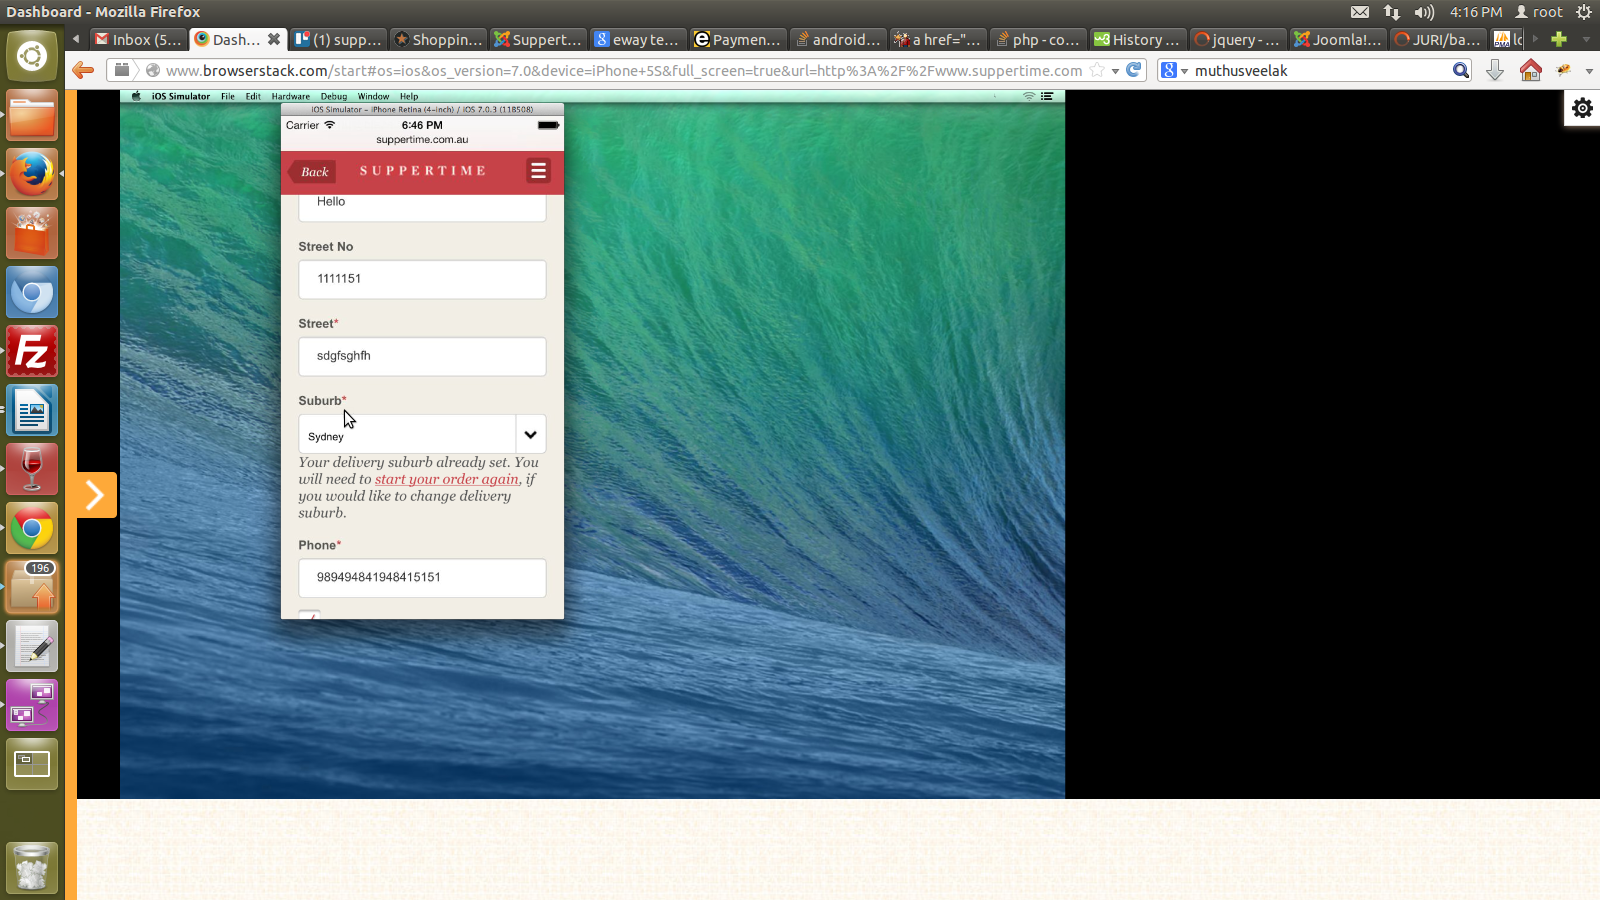 Dashboard - Mozilla Firefox
4:16 PM
root
Inbox (5...
Dash...
(1) supp...
Shoppin...
Suppert...
eway te...
Paymen...
android...
a href="...
php - co...
History ...
jquery - ...
Joomla!...
JURI/ba...
www.browserstack.com/start#os=ios&os_version=7.0&device=iPhone+5S&full_screen=true&url=http%3A%2F%2Fwww.suppertime.com
muthusveelak
iOS Simulator File Edit Hardware Debug Window Help
iOS Simulator – iPhone Retina (4-inch) / iOS 7.0.3 (11B508)
Carrier
6:46 PM
suppertime.com.au
Back
SUPPERTIME
Hello
Street No
1111151
Street*
sdgfsghfh
Suburb*
Sydney
Your delivery suburb already set. You
will need to start your order again, if
you would like to change delivery
suburb.
Phone*
989494841948415151
196